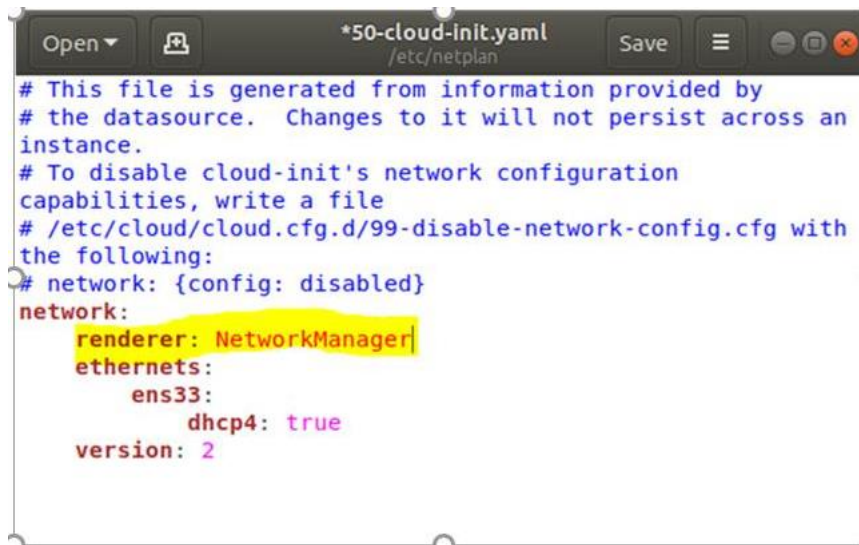 Open
*50-cloud-init.yaml
/etc/netplan
Save
# This file is generated from information provided by
# the datasource.  Changes to it will not persist across an
instance.
# To disable cloud-init's network configuration
capabilities, write a file
# /etc/cloud/cloud.cfg.d/99-disable-network-config.cfg with
the following:
# network: {config: disabled}
network:
    renderer: NetworkManager
    ethernets:
        ens33:
            dhcp4: true
    version: 2